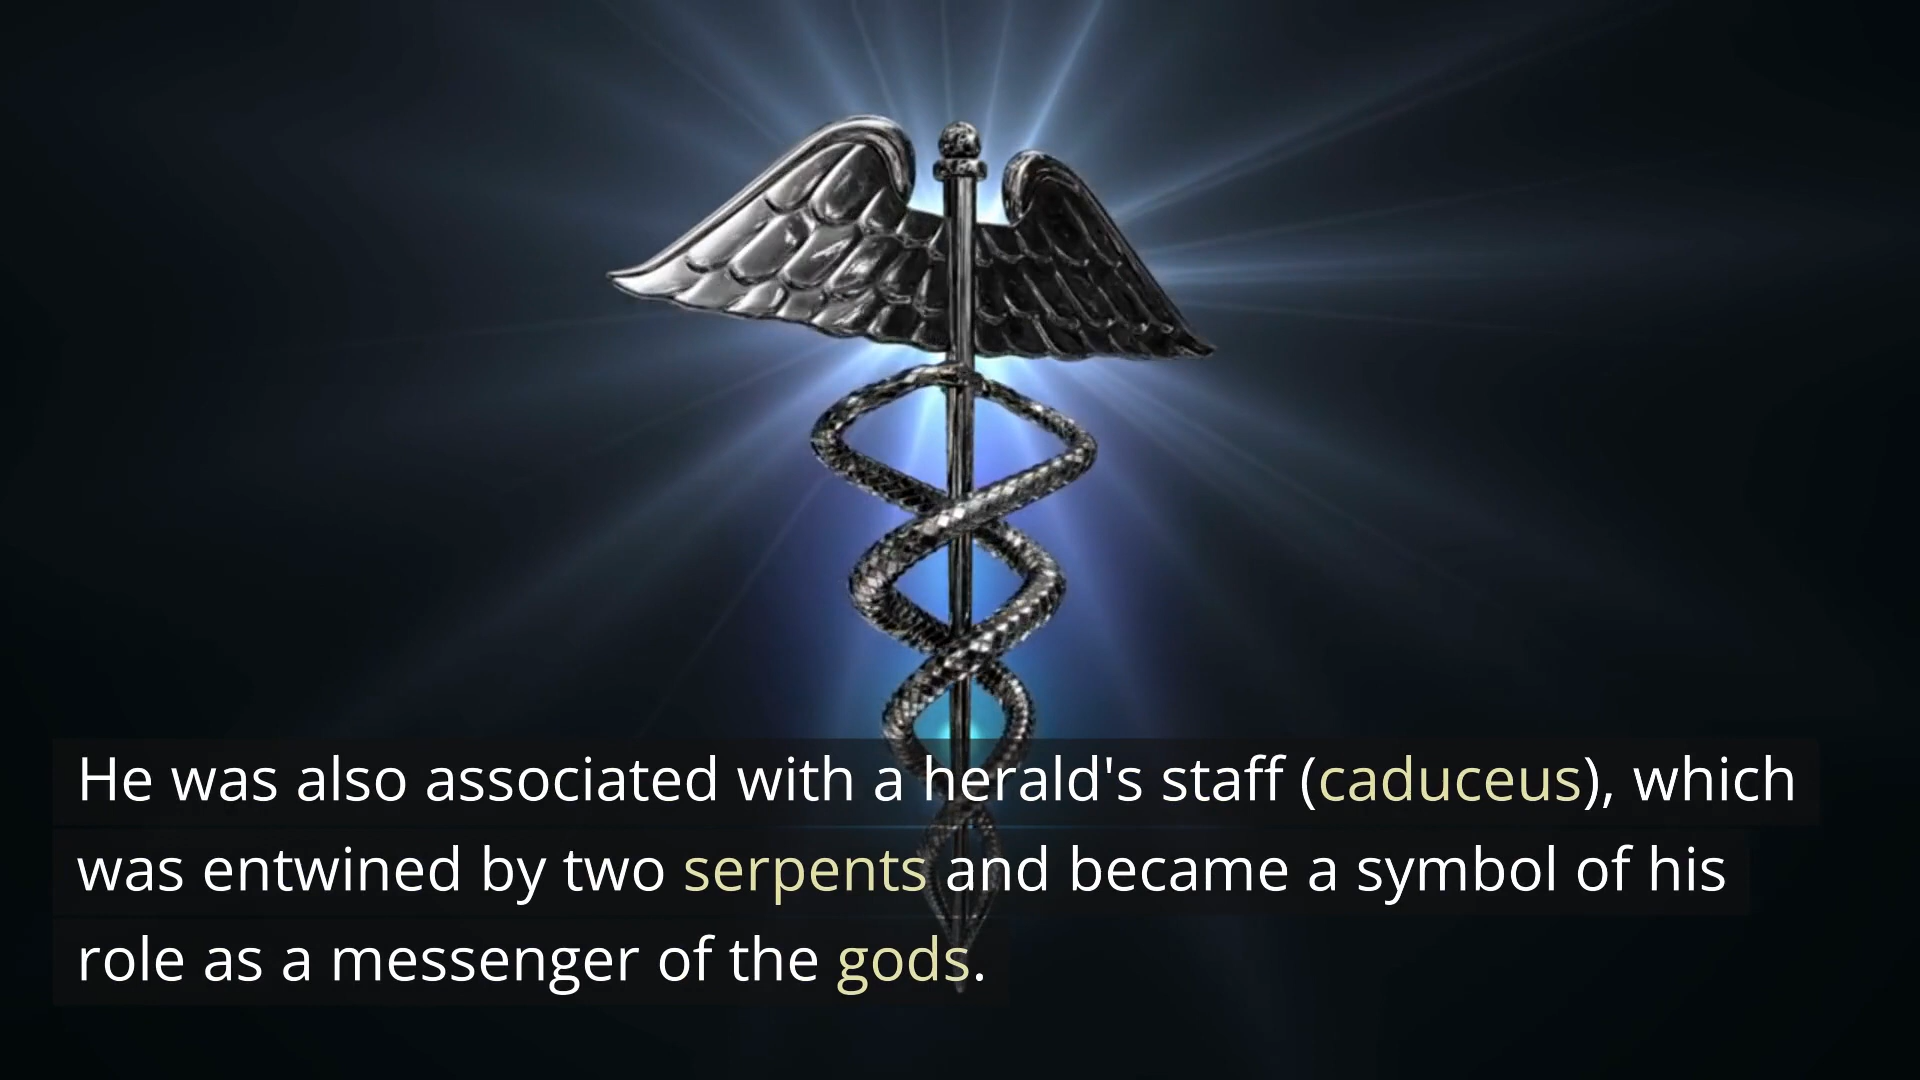 He was also associated with a herald's staff (caduceus), which
was entwined by two serpents and became a symbol of his
role as a messenger of the gods.